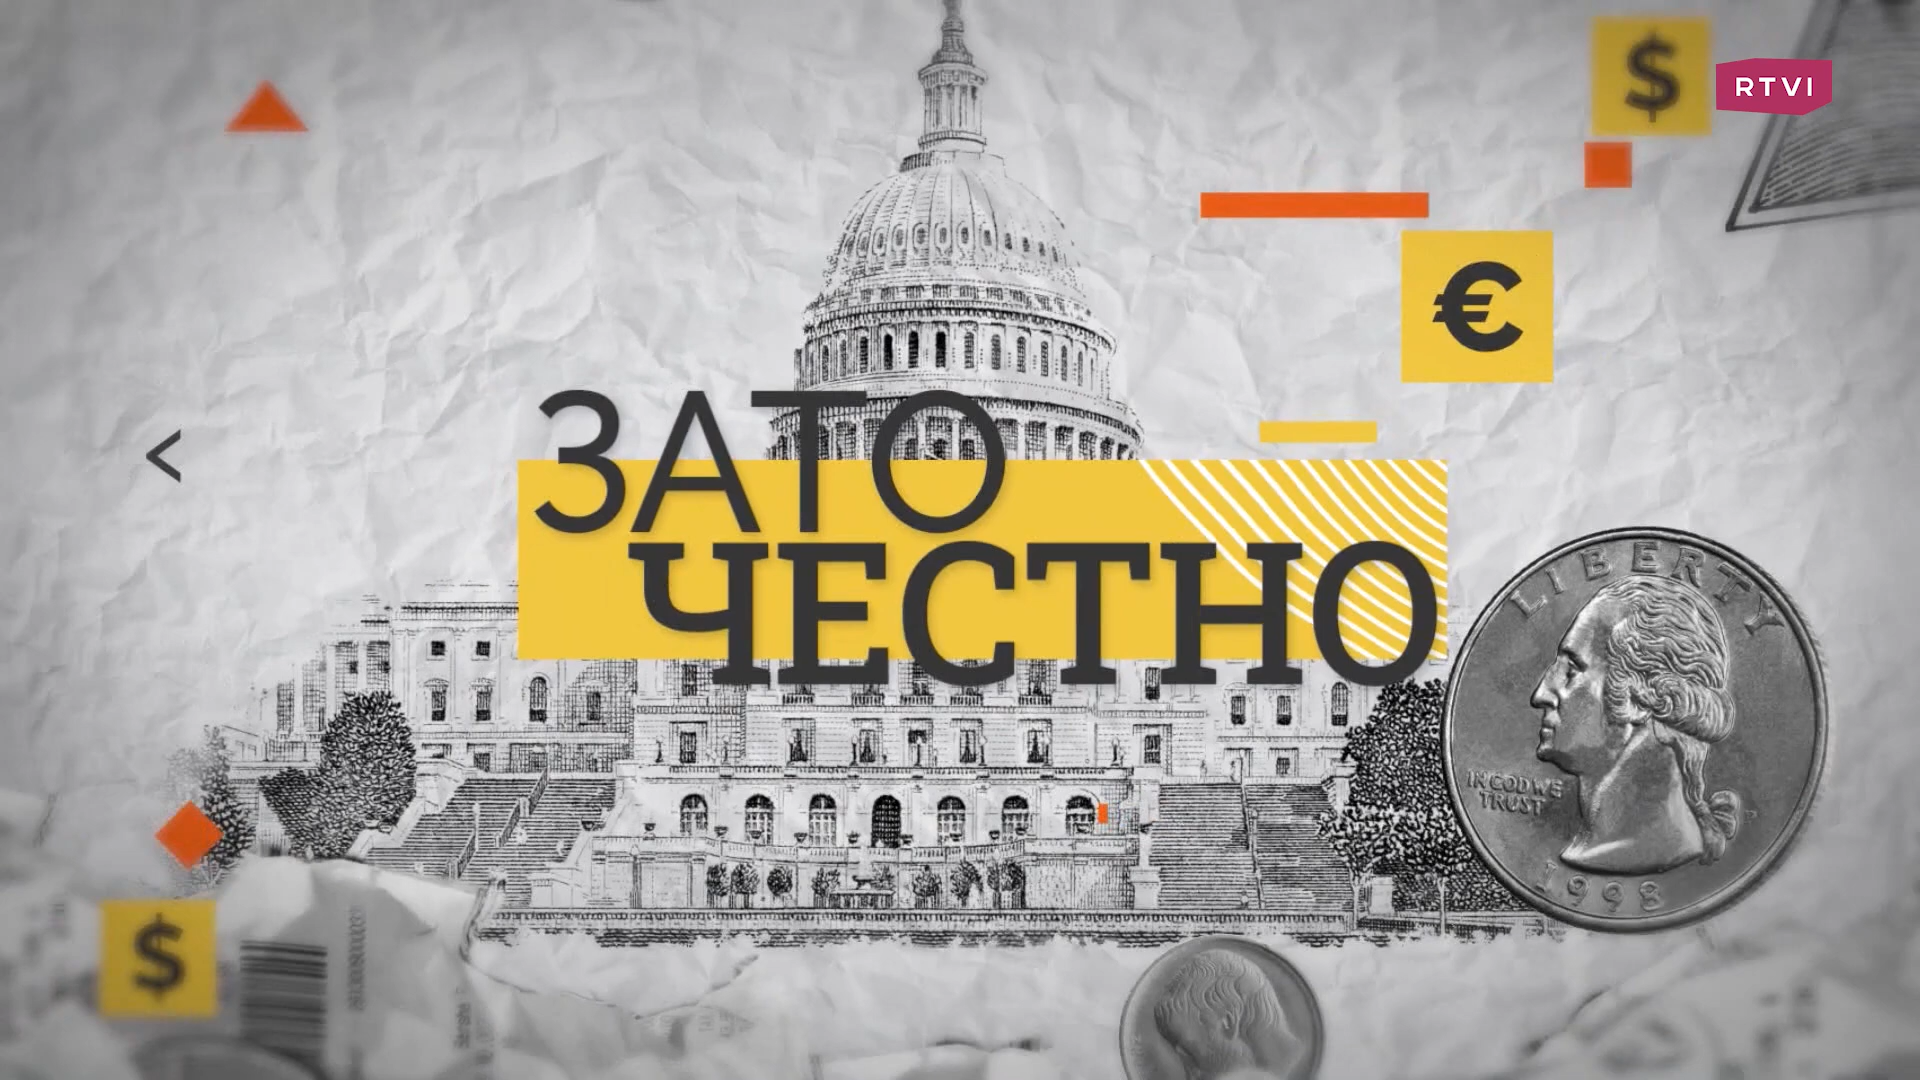 $
RTVI
€
<
ЗАТО
ЧЕСТНО
LIBERTY
IN GOD WE
TRUST
1998
$